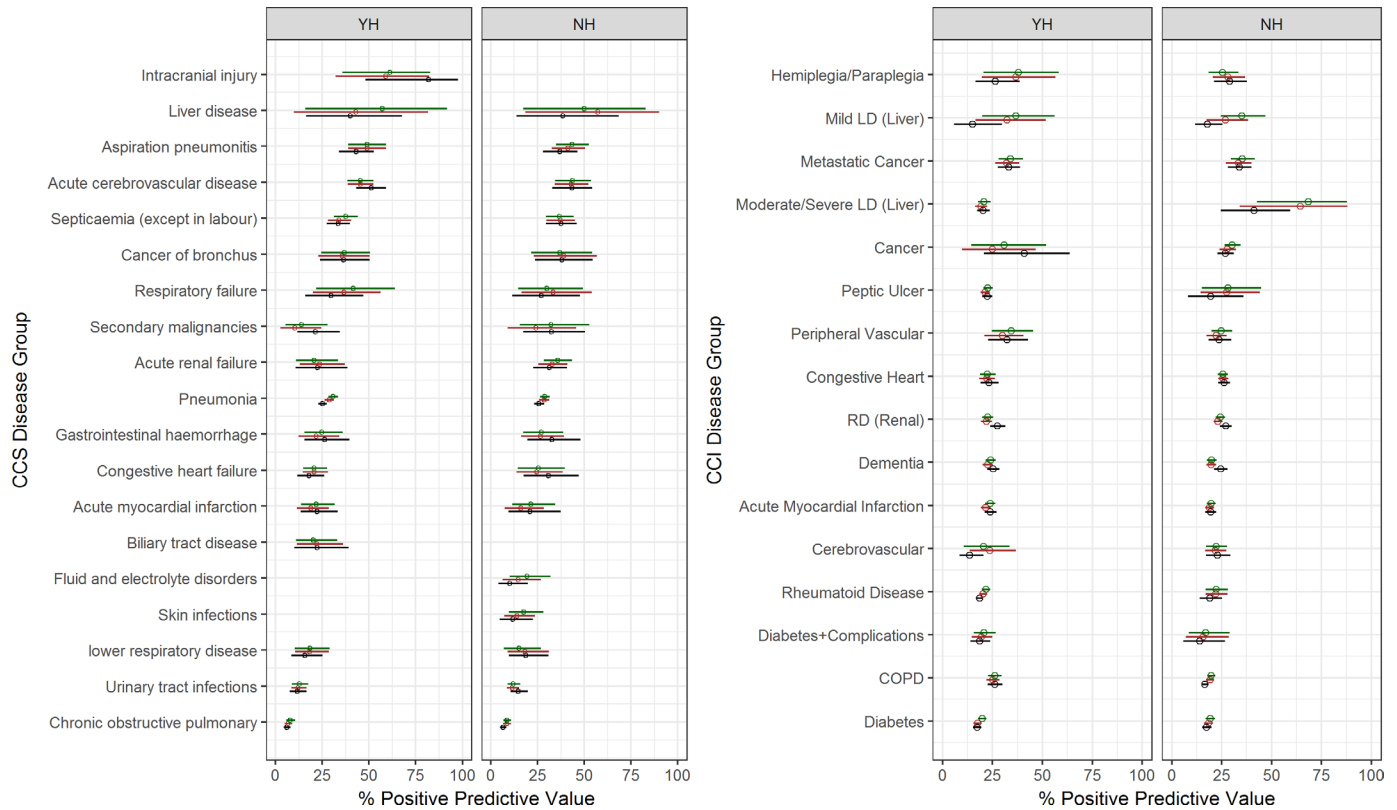 YH
NH
Intracranial injury
Liver disease
Aspiration pneumonitis
Acute cerebrovascular disease
Septicaemia (except in labour)
Cancer of bronchus
Respiratory failure
Secondary malignancies
Acute renal failure
Pneumonia
Gastrointestinal haemorrhage
Congestive heart failure
Acute myocardial infarction
Biliary tract disease
Fluid and electrolyte disorders
Skin infections
lower respiratory disease
Urinary tract infections
Chronic obstructive pulmonary
CCS Disease Group
0 25 50 75 100
0 25 50 75 100
% Positive Predictive Value
YH
NH
Hemiplegia/Paraplegia
Mild LD (Liver)
Metastatic Cancer
Moderate/Severe LD (Liver)
Cancer
Peptic Ulcer
Peripheral Vascular
Congestive Heart
RD (Renal)
Dementia
Acute Myocardial Infarction
Cerebrovascular
Rheumatoid Disease
Diabetes+Complications
COPD
Diabetes
CCI Disease Group
0 25 50 75 100
0 25 50 75 100
% Positive Predictive Value